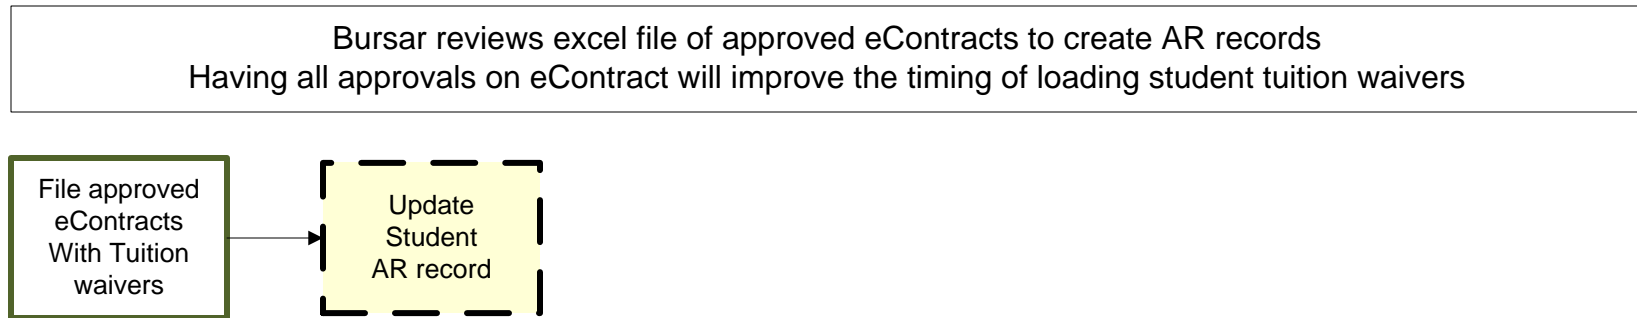 Bursar reviews excel file of approved eContracts to create AR records
Having all approvals on eContract will improve the timing of loading student tuition waivers
File approved
eContracts
With Tuition
waivers
Update
Student
AR record